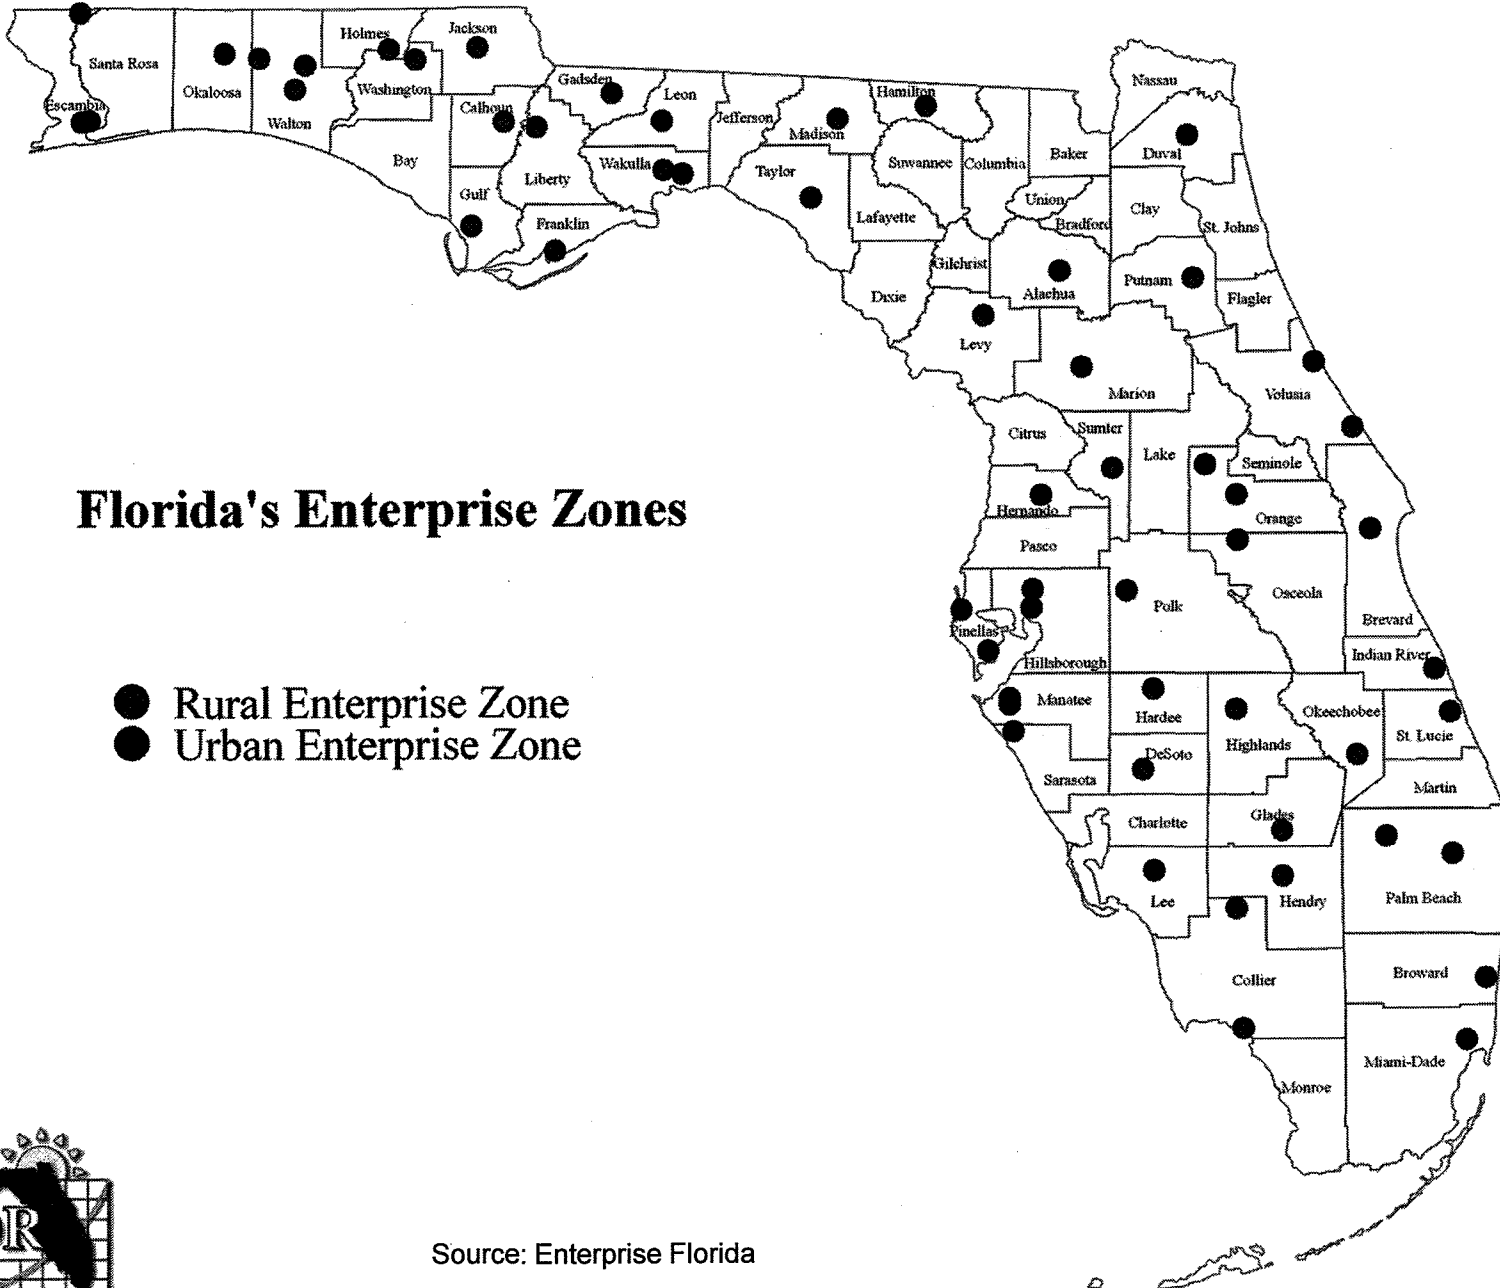 Holmes
Jackson
Santa Rosa
Okaloosa
Walton
Washington
Escambia
Gadsden
Leon
Calhoun
Jefferson
Madison
Hamilton
Nassau
Duval
Bay
Gulf
Liberty
Wakulla
Franklin
Taylor
Lafayette
Suwannee
Columbia
Baker
Union
Bradford
Clay
St. Johns
Gilchrist
Dixie
Alachua
Putnam
Flagler
Levy
Marion
Volusia
Citrus
Sumter
Lake
Seminole
Hernando
Orange
Pasco
Florida's Enterprise Zones
Pinellas
Hillsborough
Polk
Osceola
Brevard
Indian River
Rural Enterprise Zone
Urban Enterprise Zone
Manatee
Hardee
Highlands
Okeechobee
St. Lucie
Sarasota
DeSoto
Martin
Charlotte
Glades
Lee
Hendry
Palm Beach
Collier
Broward
Miami-Dade
Monroe
R
Source: Enterprise Florida